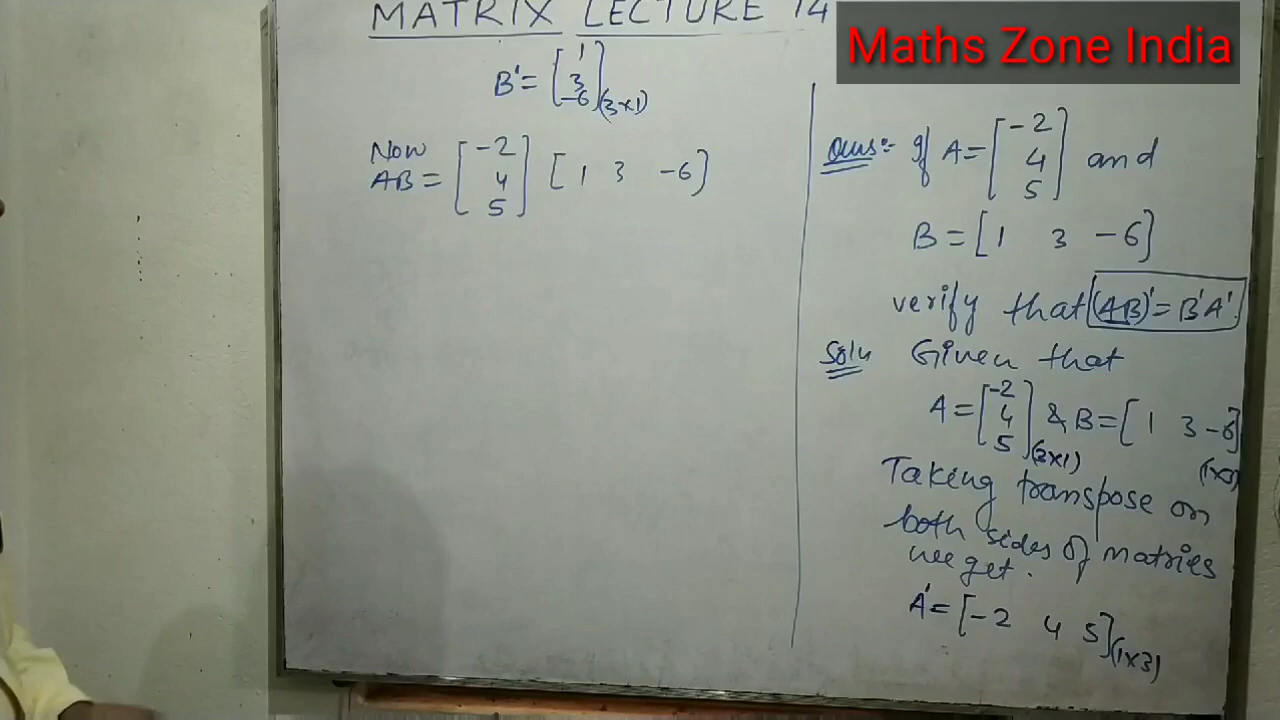 MATRIX LECTURE 14
Maths Zone India
B' = [1
3
-6] (3×1)
Now
AB = [-2
4
5] [1 3 -6]
Qus:- If A = [-2
4
5] and
B = [1 3 -6]
verify that (AB)' = B'A'.
Soln Given that
A = [-2
4
5] (3×1) & B = [1 3 -6] (1×3)
Taking transpose on
both sides of matries
we get.
A' = [-2 4 5] (1×3)